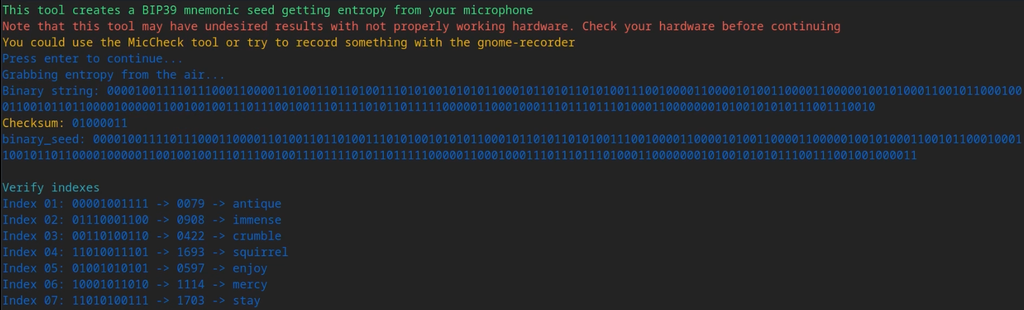 This tool creates a BIP39 mnemonic seed getting entropy from your microphone
Note that this tool may have undesired results with not properly working hardware. Check your hardware before continuing
You could use the MicCheck tool or try to record something with the gnome-recorder
Press enter to continue...
Grabbing entropy from the air...
Binary string: 00001001111011100011000011010011011010011101010010101011000101101011010100111001000011000010100110000110000010010100011001011000100
01100101101100001000001100100100111011100100111011110101101111100000110001000111011101110100011000000010100101010111001110010
Checksum: 01000011
binary_seed: 0000100111101110001100001101001101101001110101001010101100010110101101010011100100001100001010011000011000001001010001100101100010001
10010110110000100000110010010011101110010011101111010110111110000011000100011101110111010001100000001010010101011100111001001000011
Verify indexes
Index 01: 00001001111 -> 0079 -> antique
Index 02: 01110001100 -> 0908 -> immense
Index 03: 00110100110 -> 0422 -> crumble
Index 04: 11010011101 -> 1693 -> squirrel
Index 05: 01001010101 -> 0597 -> enjoy
Index 06: 10001011010 -> 1114 -> mercy
Index 07: 11010100111 -> 1703 -> stay